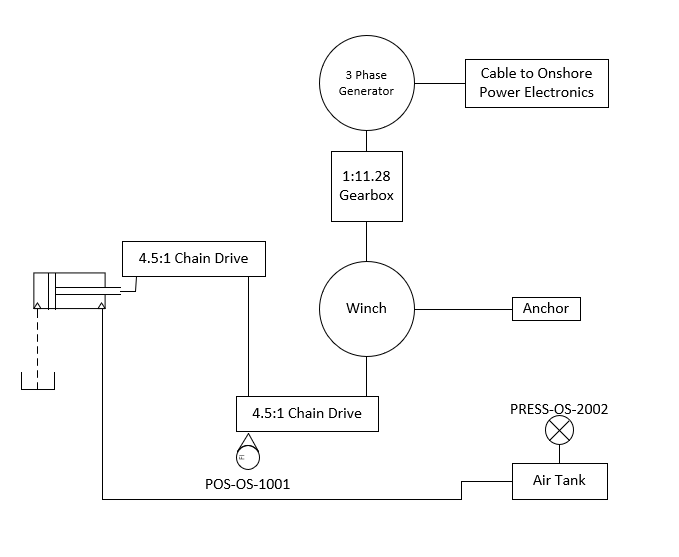 3 Phase
Generator
Cable to Onshore
Power Electronics
1:11.28
Gearbox
4.5:1 Chain Drive
Winch
Anchor
4.5:1 Chain Drive
PRESS-OS-2002
FI
POS-OS-1001
Air Tank